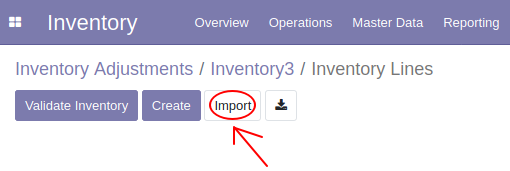 Inventory Overview Operations Master Data Reporting
Inventory Adjustments / Inventory3 / Inventory Lines
Validate Inventory Create Import